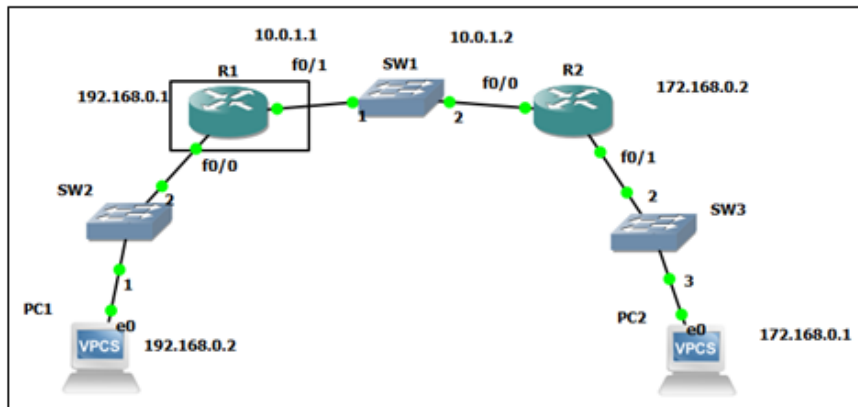 10.0.1.1
10.0.1.2
SW1
R1
R2
f0/1
f0/0
192.168.0.1
172.168.0.2
1
2
f0/0
f0/1
SW2
2
2
SW3
1
3
PC1
PC2
e0
e0
VPCS
VPCS
192.168.0.2
172.168.0.1